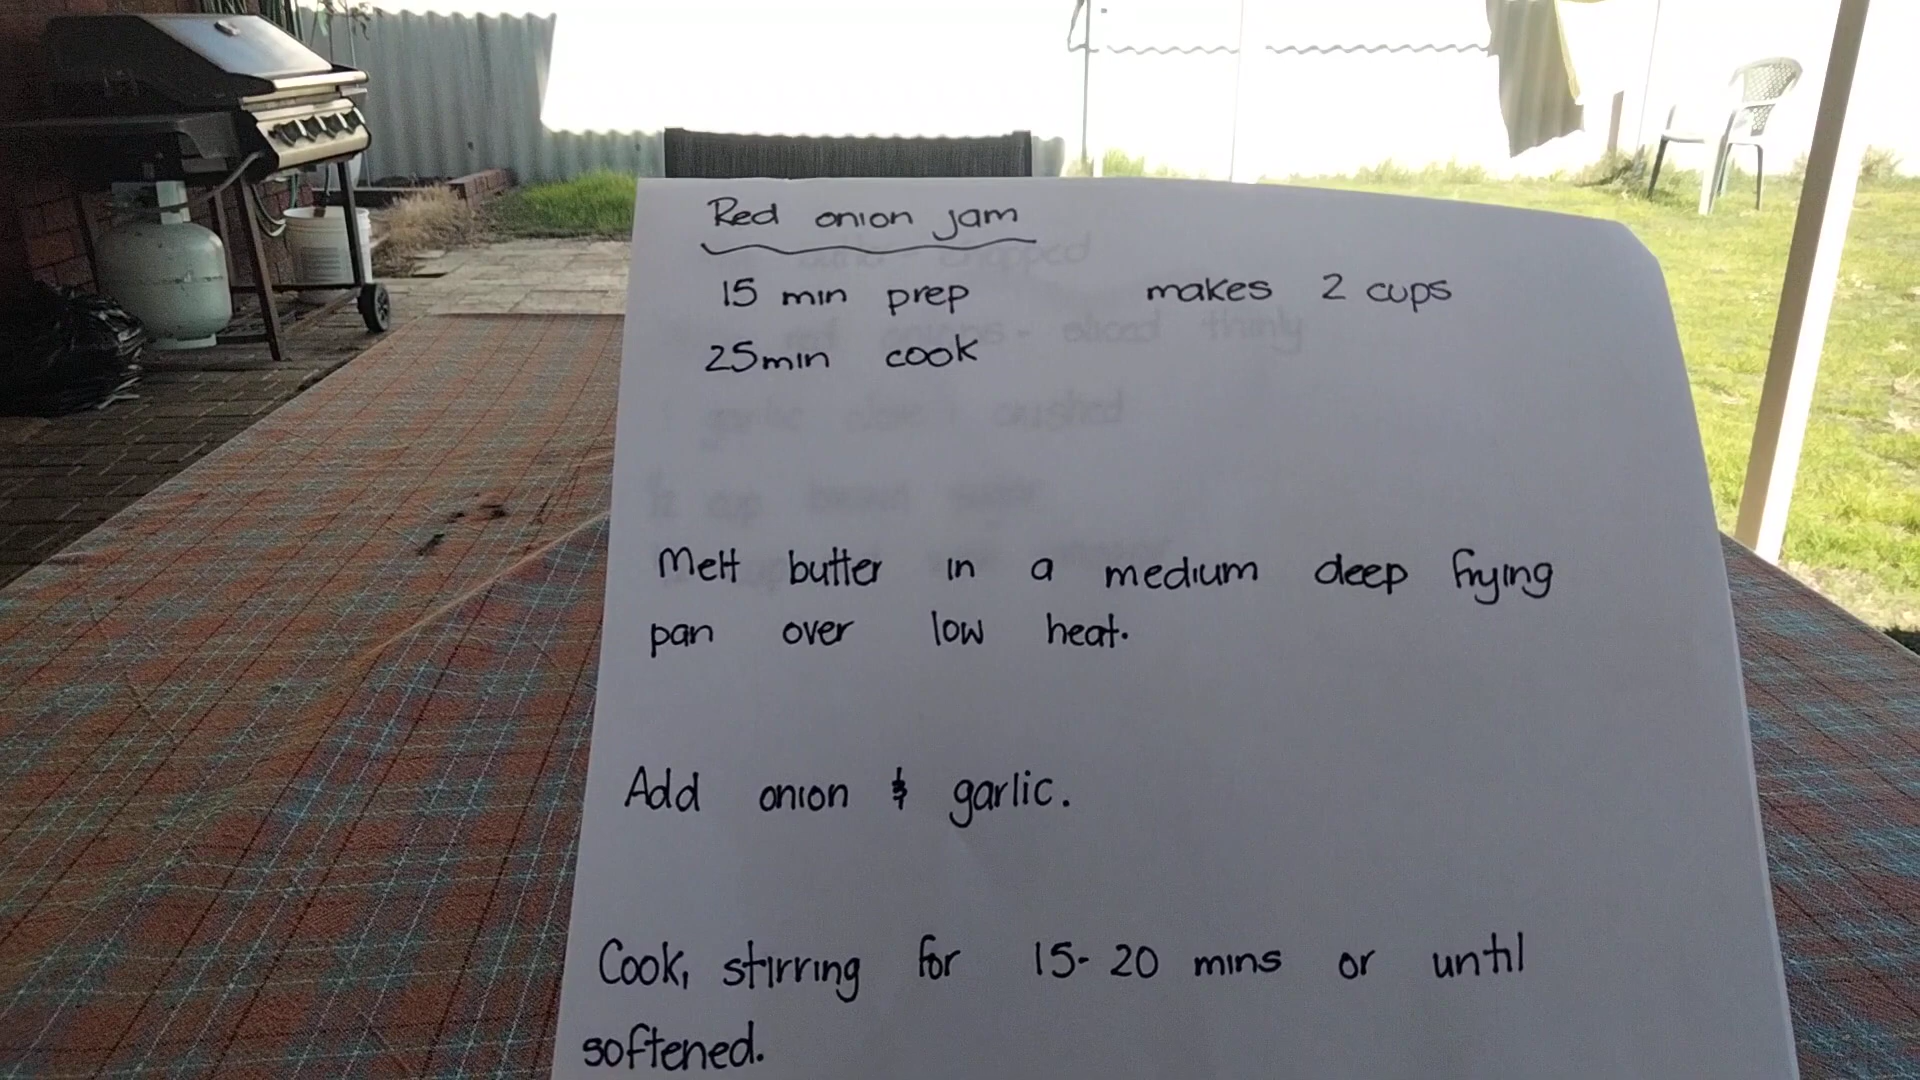 Red onion jam
15 min prep makes 2 cups
25min cook
Melt butter in a medium deep frying
pan over low heat.
Add onion & garlic.
Cook, stirring for 15-20 mins or until
softened.